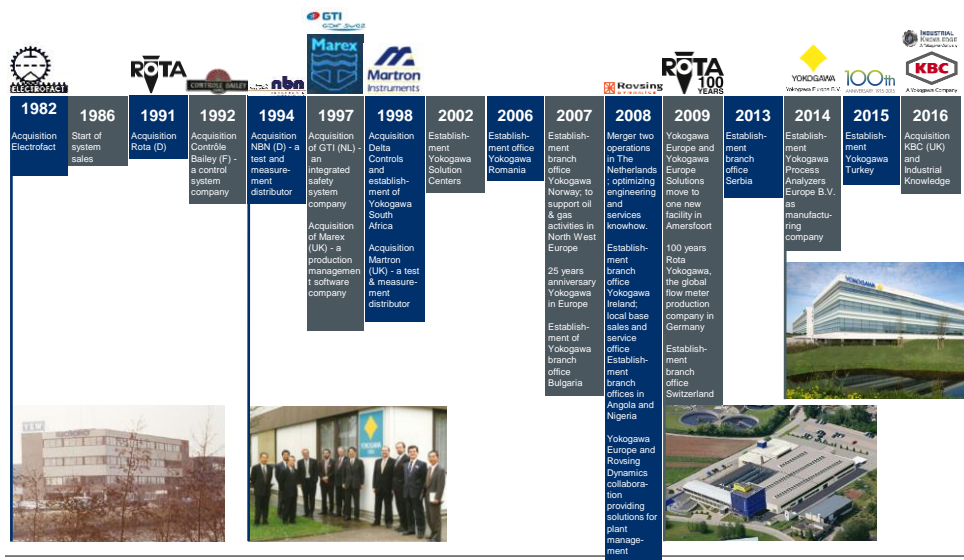 GTI
GDF SUEZ
ELECTROFACT
ROTA
CONTROLE BAILEY
nbn
Marex
Martron
Instruments
Rovsing
DYNAMICS
ROTA
100
YEARS
YOKOGAWA
Yokogawa Europe B.V.
100th
ANNIVERSARY 1915-2015
INDUSTRIAL
KNOWLEDGE
A Yokogawa Company
KBC
A Yokogawa Company
1982
Acquisition
Electrofact
1986
Start of
system
sales
1991
Acquisition
Rota (D)
1992
Acquisition
Contrôle
Bailey (F) -
a control
system
company
1994
Acquisition
NBN (D) - a
test and
measure-
ment
distributor
1997
Acquisition
of GTI (NL) -
an
integrated
safety
system
company
Acquisition
of Marex
(UK) - a
production
managemen
t software
company
1998
Acquisition
Delta
Controls
and
establish-
ment of
Yokogawa
South
Africa
Acquisition
Martron
(UK) - a test
& measure-
ment
distributor
2002
Establish-
ment
Yokogawa
Solution
Centers
2006
Establish-
ment office
Yokogawa
Romania
2007
Establish-
ment
branch
office
Yokogawa
Norway; to
support oil
& gas
activities in
North West
Europe
25 years
anniversary
Yokogawa
in Europe
Establish-
ment of
Yokogawa
branch
office
Bulgaria
2008
Merger two
operations
in The
Netherlands
; optimizing
engineering
and
services
knowhow.
Establish-
ment
branch
office
Yokogawa
Ireland;
local base
sales and
service
office
Establish-
ment
branch
offices in
Angola and
Nigeria
Yokogawa
Europe and
Rovsing
Dynamics
collabora-
tion
providing
solutions for
plant
manage-
ment
2009
Yokogawa
Europe and
Yokogawa
Europe
Solutions
move to
one new
facility in
Amersfoort
100 years
Rota
Yokogawa,
the global
flow meter
production
company in
Germany
Establish-
ment
branch
office
Switzerland
2013
Establish-
ment
branch
office
Serbia
2014
Establish-
ment
Yokogawa
Process
Analyzers
Europe B.V.
as
manufactu-
ring
company
2015
Establish-
ment
Yokogawa
Turkey
2016
Acquisition
KBC (UK)
and
Industrial
Knowledge
YOKOGAWA
YEW
YOKOGAWA